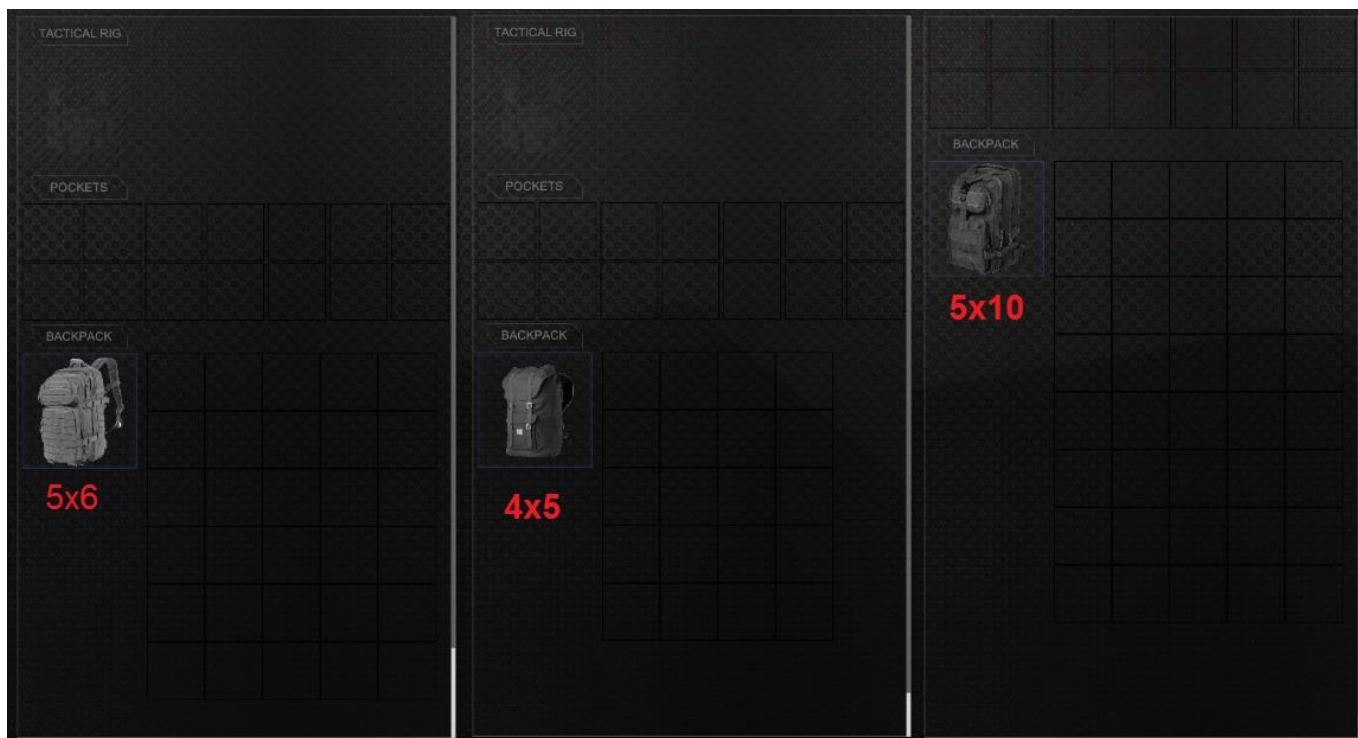 TACTICAL RIG
POCKETS
BACKPACK
5x6
TACTICAL RIG
POCKETS
BACKPACK
4x5
BACKPACK
5x10